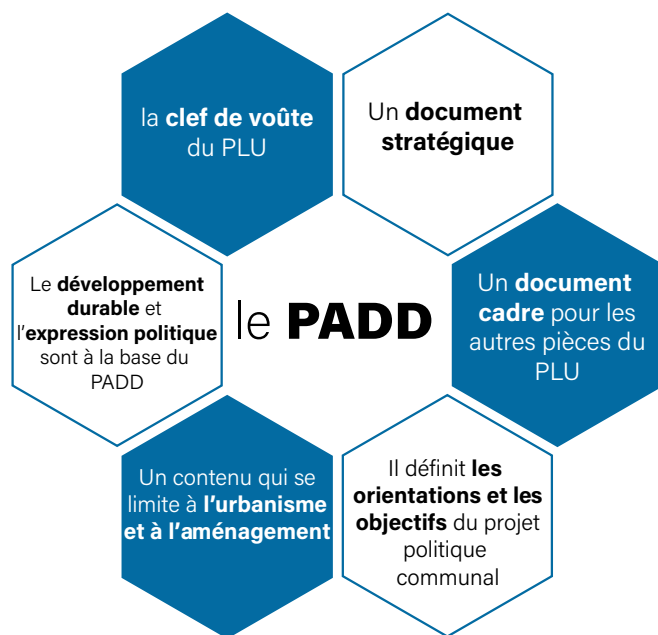 la clef de voûte
du PLU
Un document
stratégique
Le développement
durable et
l'expression politique
sont à la base du
PADD
le PADD
Un document
cadre pour les
autres pièces du
PLU
Un contenu qui se
limite à l'urbanisme
et à l'aménagement
Il définit les
orientations et les
objectifs du projet
politique
communal